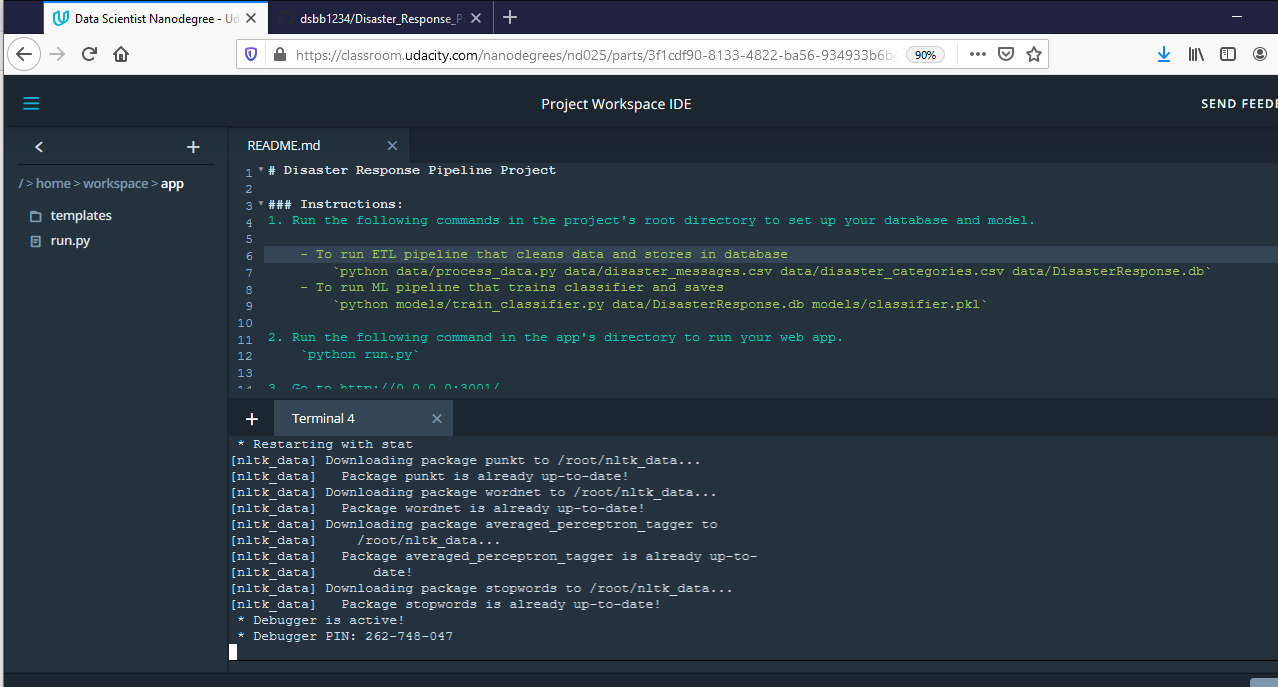 Data Scientist Nanodegree - Ud
dsbb1234/Disaster_Response_P
https://classroom.udacity.com/nanodegrees/nd025/parts/3f1cdf90-8133-4822-ba56-934933b6b4
90%
Project Workspace IDE
SEND FEEDB
README.md
/ > home > workspace > app
templates
run.py
1 # Disaster Response Pipeline Project
2
3 ### Instructions:
4 1. Run the following commands in the project's root directory to set up your database and model.
5
6     - To run ETL pipeline that cleans data and stores in database
7         `python data/process_data.py data/disaster_messages.csv data/disaster_categories.csv data/DisasterResponse.db`
8     - To run ML pipeline that trains classifier and saves
9         `python models/train_classifier.py data/DisasterResponse.db models/classifier.pkl`
10
11 2. Run the following command in the app's directory to run your web app.
12     `python run.py`
13
14 3. Go to http://0.0.0.0:3001/
Terminal 4
 * Restarting with stat
[nltk_data] Downloading package punkt to /root/nltk_data...
[nltk_data]   Package punkt is already up-to-date!
[nltk_data] Downloading package wordnet to /root/nltk_data...
[nltk_data]   Package wordnet is already up-to-date!
[nltk_data] Downloading package averaged_perceptron_tagger to
[nltk_data]     /root/nltk_data...
[nltk_data]   Package averaged_perceptron_tagger is already up-to-
[nltk_data]       date!
[nltk_data] Downloading package stopwords to /root/nltk_data...
[nltk_data]   Package stopwords is already up-to-date!
 * Debugger is active!
 * Debugger PIN: 262-748-047